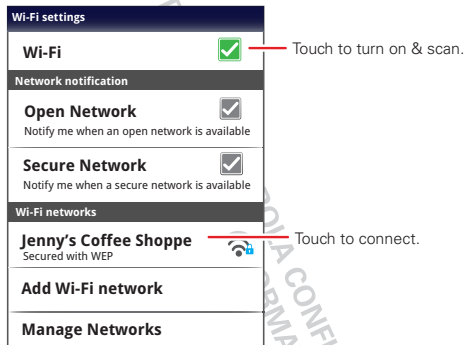 Wi-Fi settings
Wi-Fi
Touch to turn on & scan.
Network notification
Open Network
Notify me when an open network is available
Secure Network
Notify me when a secure network is available
Wi-Fi networks
Jenny's Coffee Shoppe
Touch to connect.
Secured with WEP
Add Wi-Fi network
Manage Networks